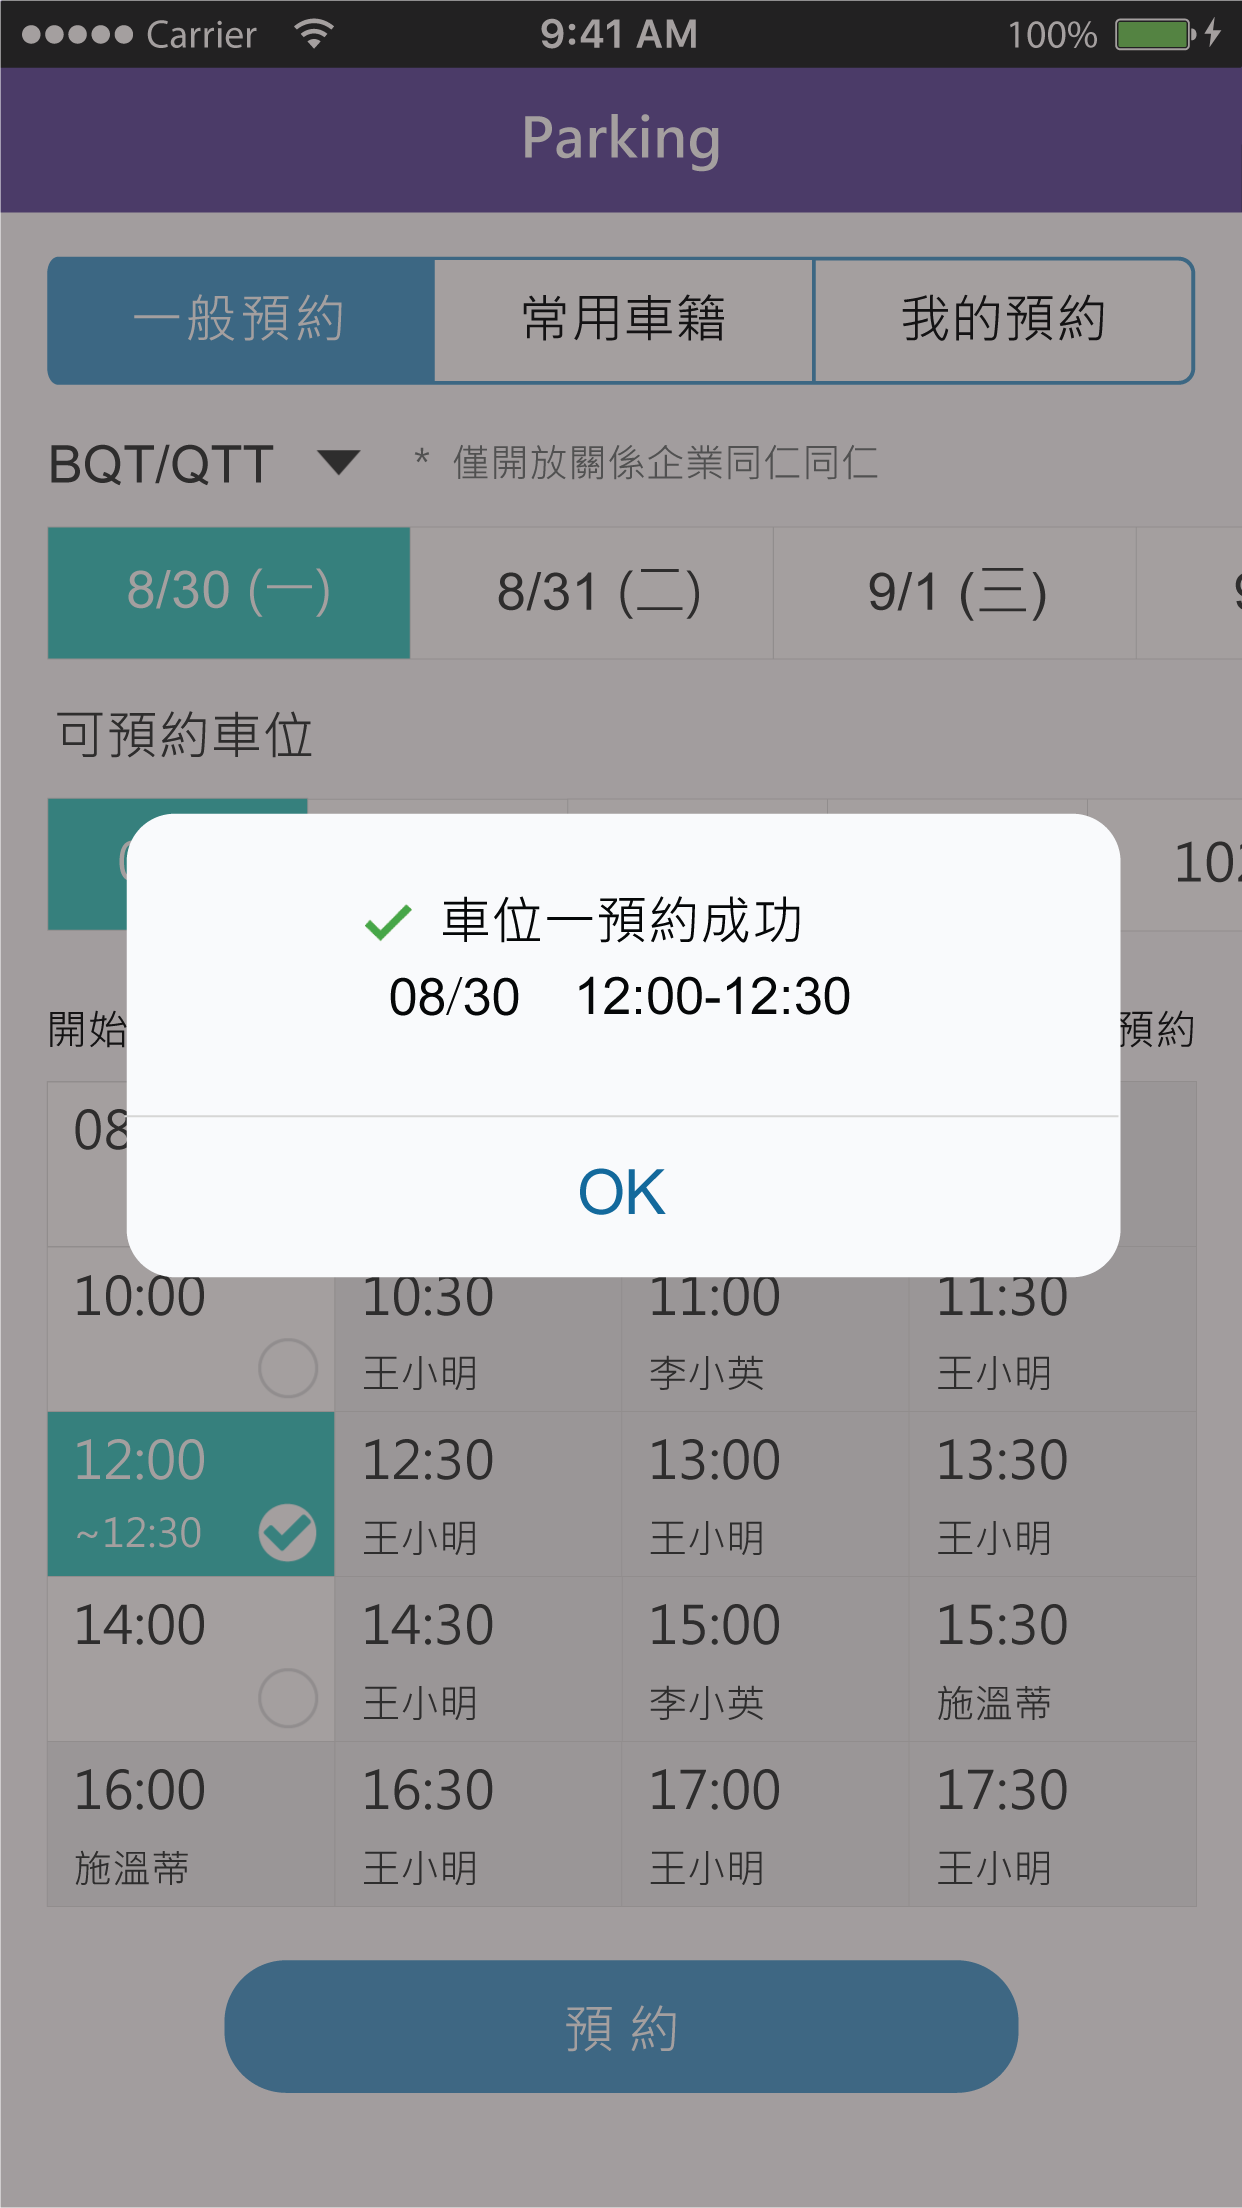 Carrier 9:41 AM 100%
Parking
一般預約 常用車籍 我的預約
BQT/QTT * 僅開放關係企業同仁同仁
8/30 (一) 8/31 (二) 9/1 (三)
可預約車位
車位一預約成功
08/30 12:00-12:30
開始 預約
08
OK
10:00 10:30 11:00 11:30
王小明 李小英 王小明
12:00 12:30 13:00 13:30
~12:30 王小明 王小明 王小明
14:00 14:30 15:00 15:30
王小明 李小英 施溫蒂
16:00 16:30 17:00 17:30
施溫蒂 王小明 王小明 王小明
預約